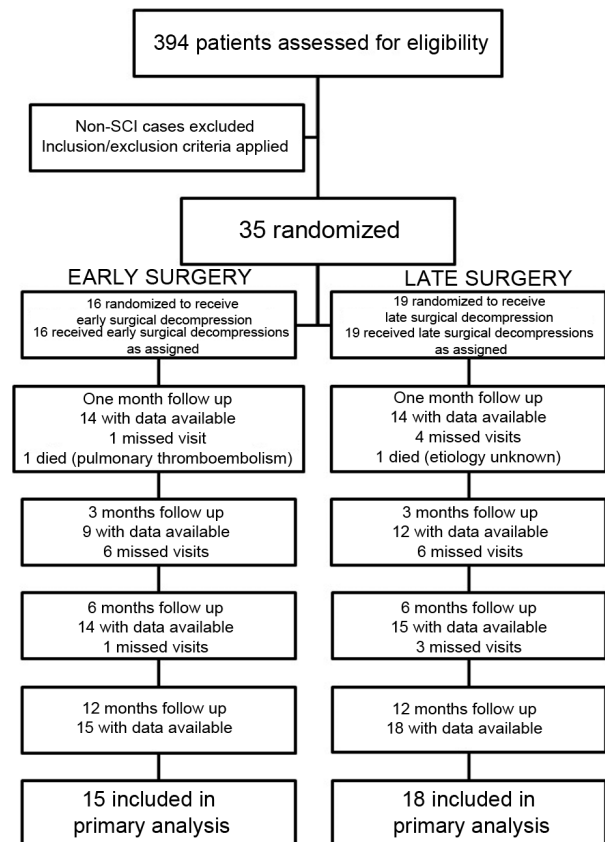 394 patients assessed for eligibility
Non-SCI cases excluded
Inclusion/exclusion criteria applied
35 randomized
EARLY SURGERY
16 randomized to receive
early surgical decompression
16 received early surgical decompressions
as assigned
LATE SURGERY
19 randomized to receive
late surgical decompression
19 received late surgical decompressions
as assigned
One month follow up
14 with data available
1 missed visit
1 died (pulmonary thromboembolism)
One month follow up
14 with data available
4 missed visits
1 died (etiology unknown)
3 months follow up
9 with data available
6 missed visits
3 months follow up
12 with data available
6 missed visits
6 months follow up
14 with data available
1 missed visits
6 months follow up
15 with data available
3 missed visits
12 months follow up
15 with data available
12 months follow up
18 with data available
15 included in
primary analysis
18 included in
primary analysis